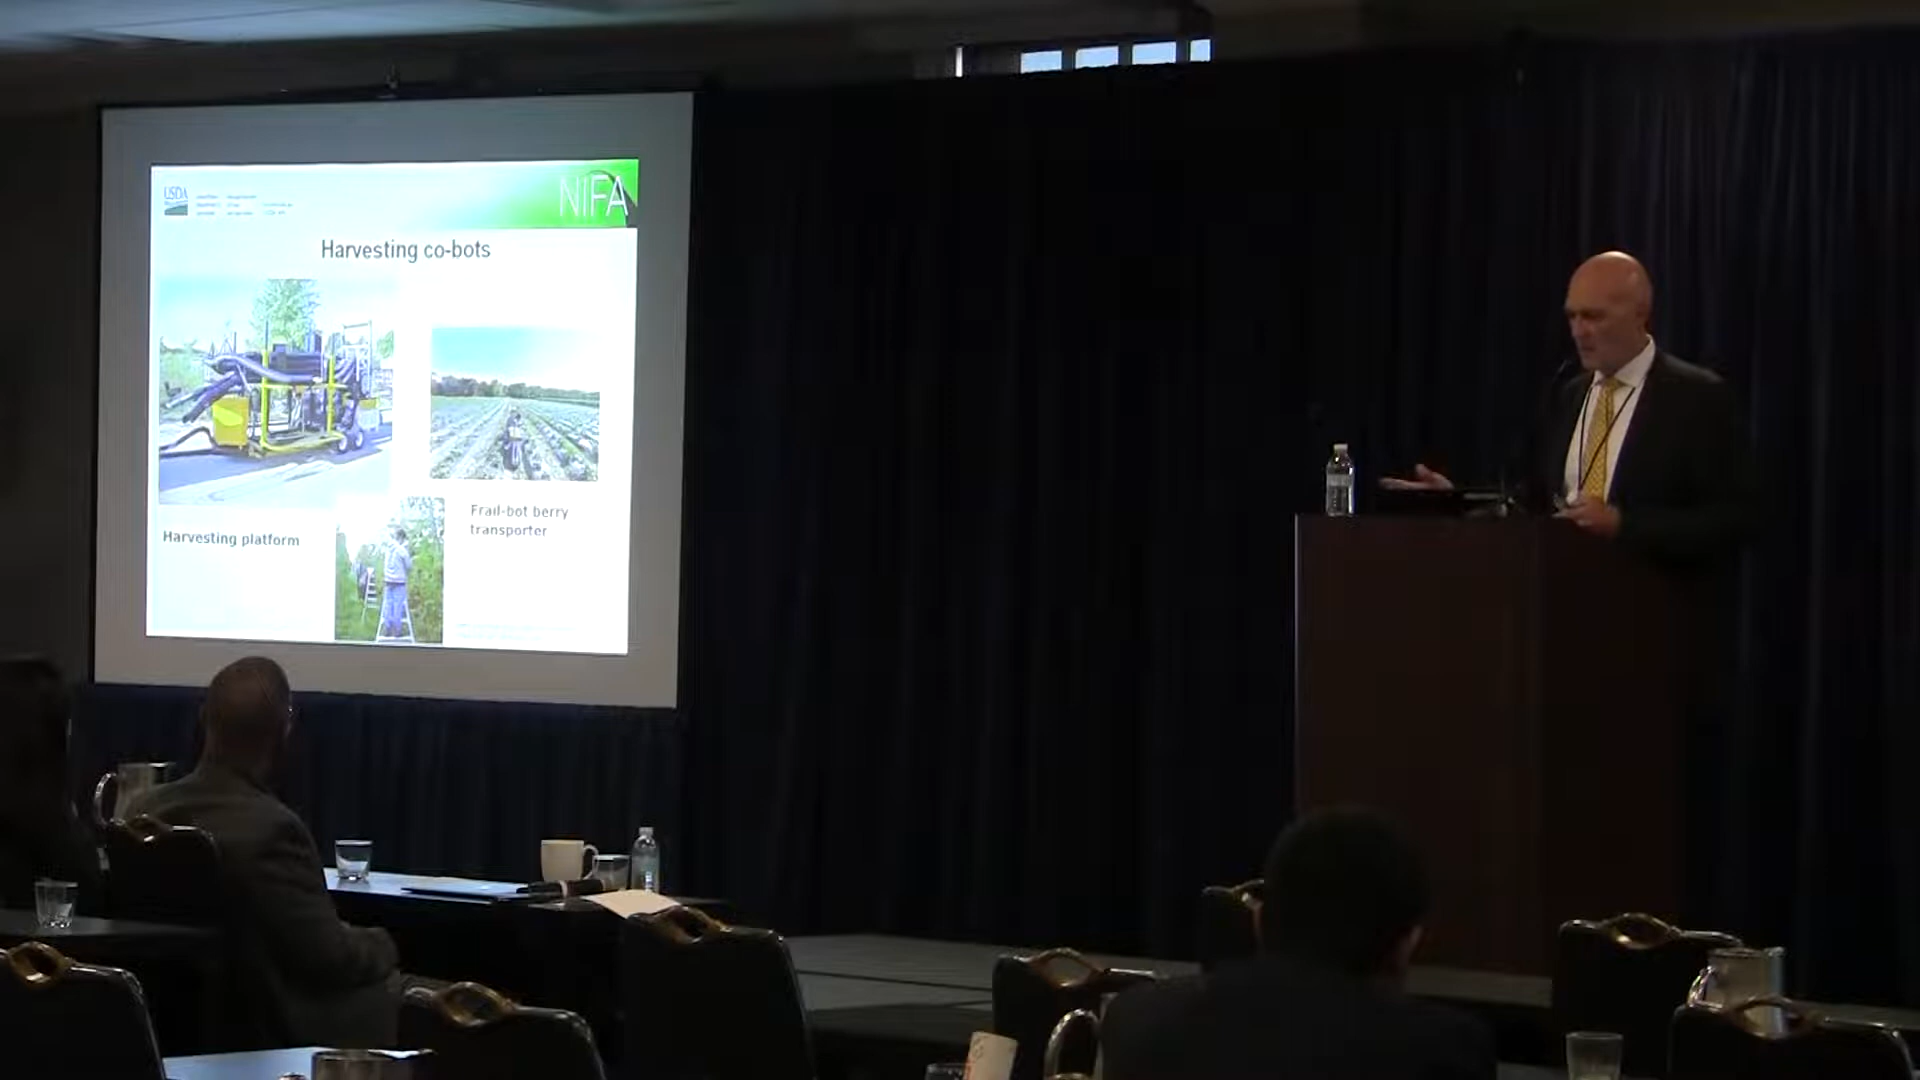 USDA
NIFA
Harvesting co-bots
Frail-bot berry
transporter
Harvesting platform